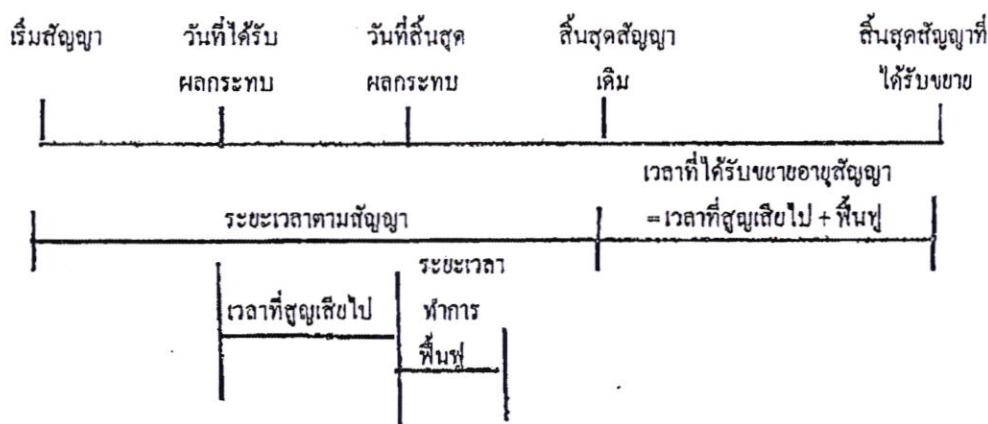 เริ่มสัญญา วันที่ได้รับ วันที่สิ้นสุด สิ้นสุดสัญญา สิ้นสุดสัญญาที่
ผลกระทบ ผลกระทบ เดิม ได้รับขยาย
เวลาที่ได้รับขยายอายุสัญญา
ระยะเวลาตามสัญญา = เวลาที่สูญเสียไป + ฟื้นฟู
ระยะเวลา
เวลาที่สูญเสียไป ทำการ
ฟื้นฟู